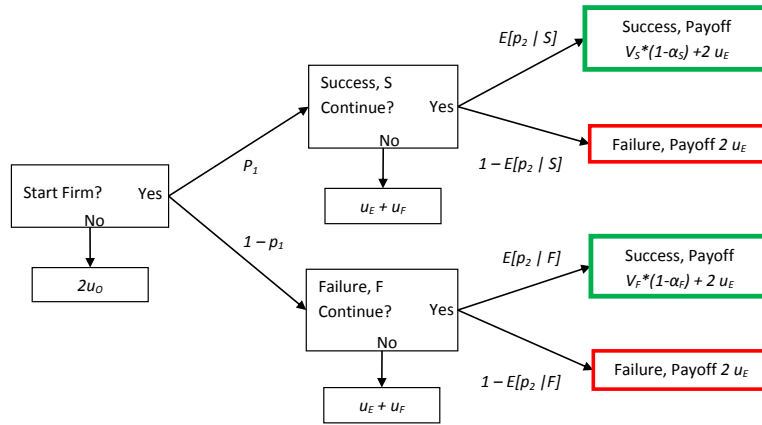 E[p₂ | S]
Success, Payoff
V_S*(1-α_S) +2 u_E
Success, S
Continue?
Yes
No
Failure, Payoff 2 u_E
1 – E[p₂ | S]
P₁
Start Firm?
Yes
No
u_E + u_F
2u_O
1 – p₁
E[p₂ | F]
Success, Payoff
V_F*(1-α_F) + 2 u_E
Failure, F
Continue?
Yes
No
Failure, Payoff 2 u_E
1 – E[p₂ |F]
u_E + u_F